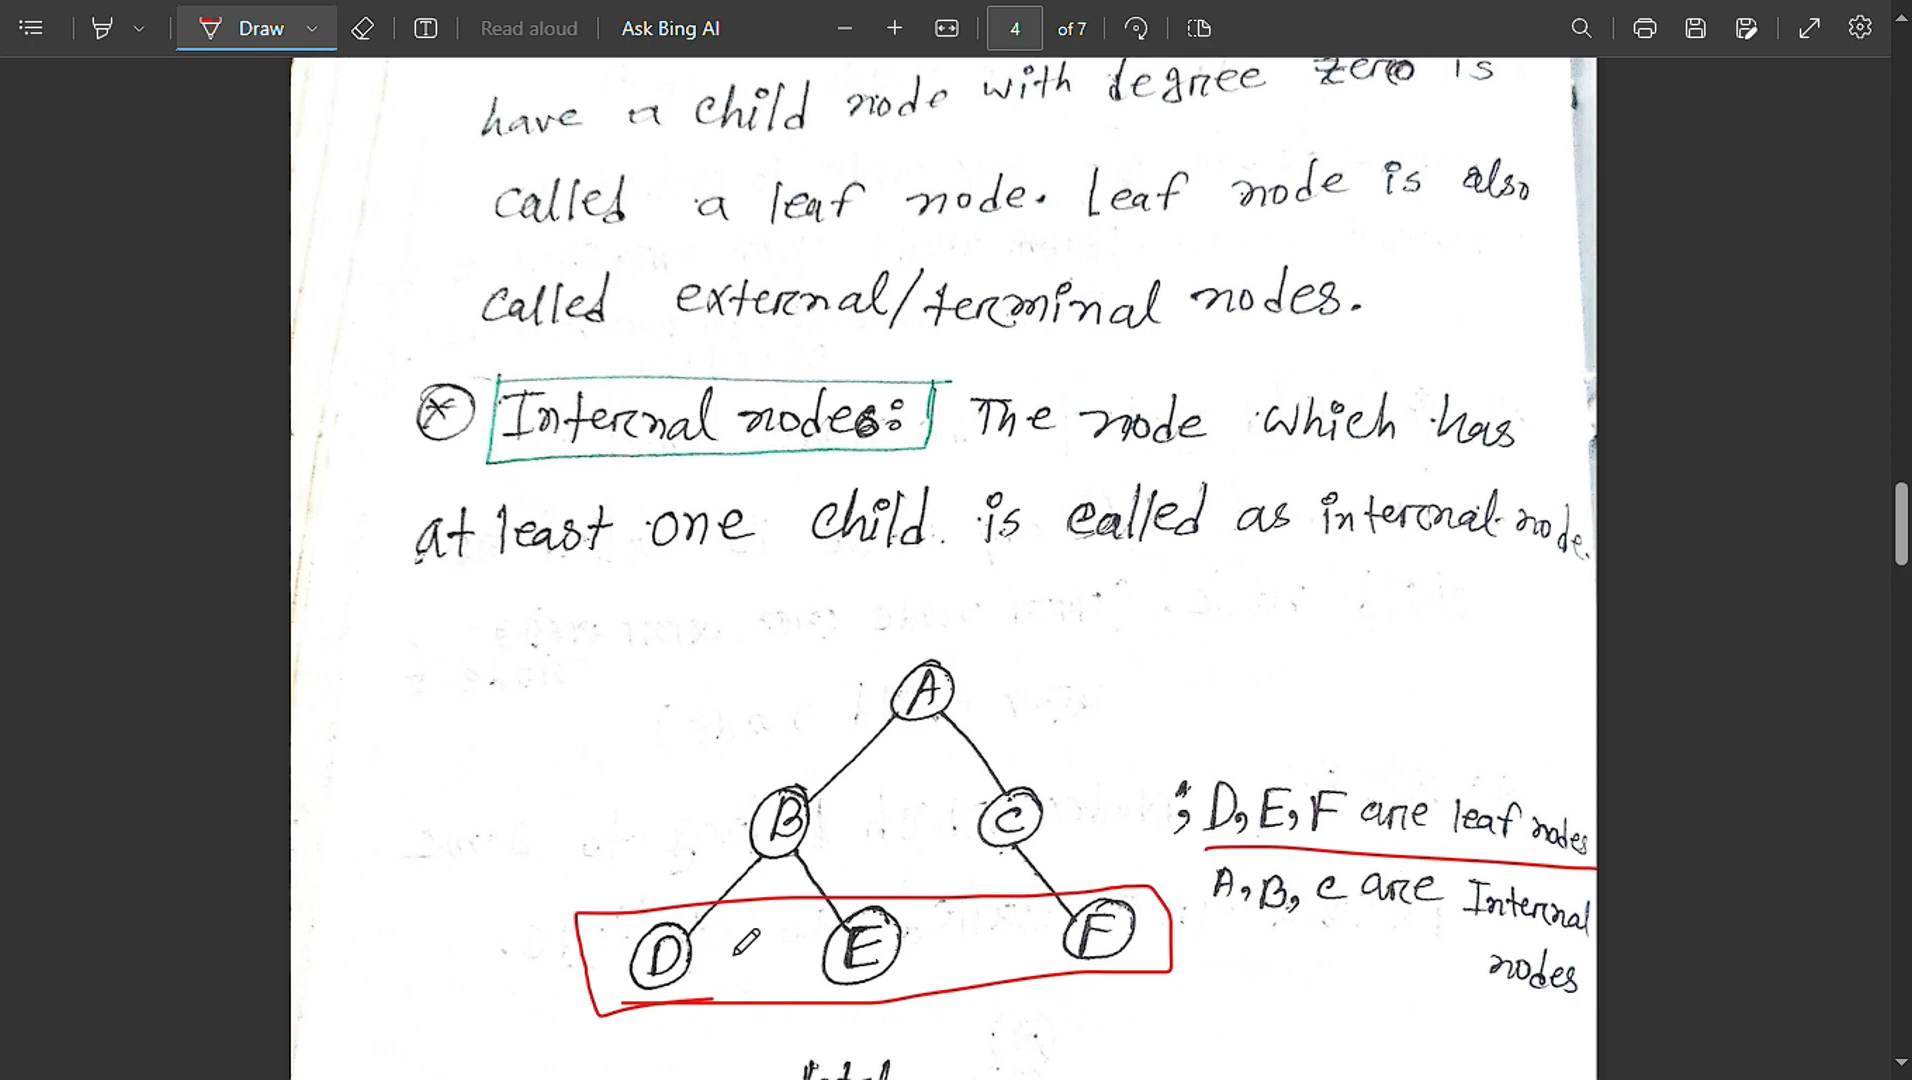 Draw
Read aloud
Ask Bing AI
4
of 7
have a child node with degree zero is
called a leaf node. Leaf node is also
called external/terminal nodes.
Internal nodes: The node which has
at least one child is called as internal node.
A
B
C
; D, E, F are leaf nodes
A, B, C are Internal
nodes
D
E
F